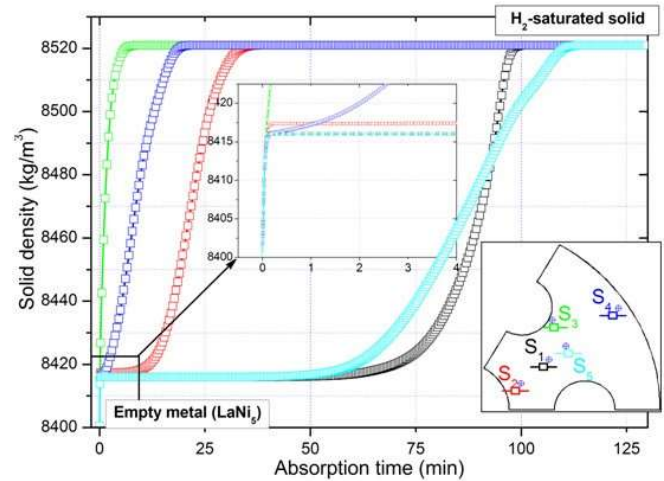 H₂-saturated solid
8520
8500
8480
8460
8440
8420
8400
Solid density (kg/m³)
420
8415
8410
8405
8400
0
1
2
3
4
S₄
S₃
S₁
S₂
S₅
Empty metal (LaNi₅)
0
25
50
75
100
125
Absorption time (min)